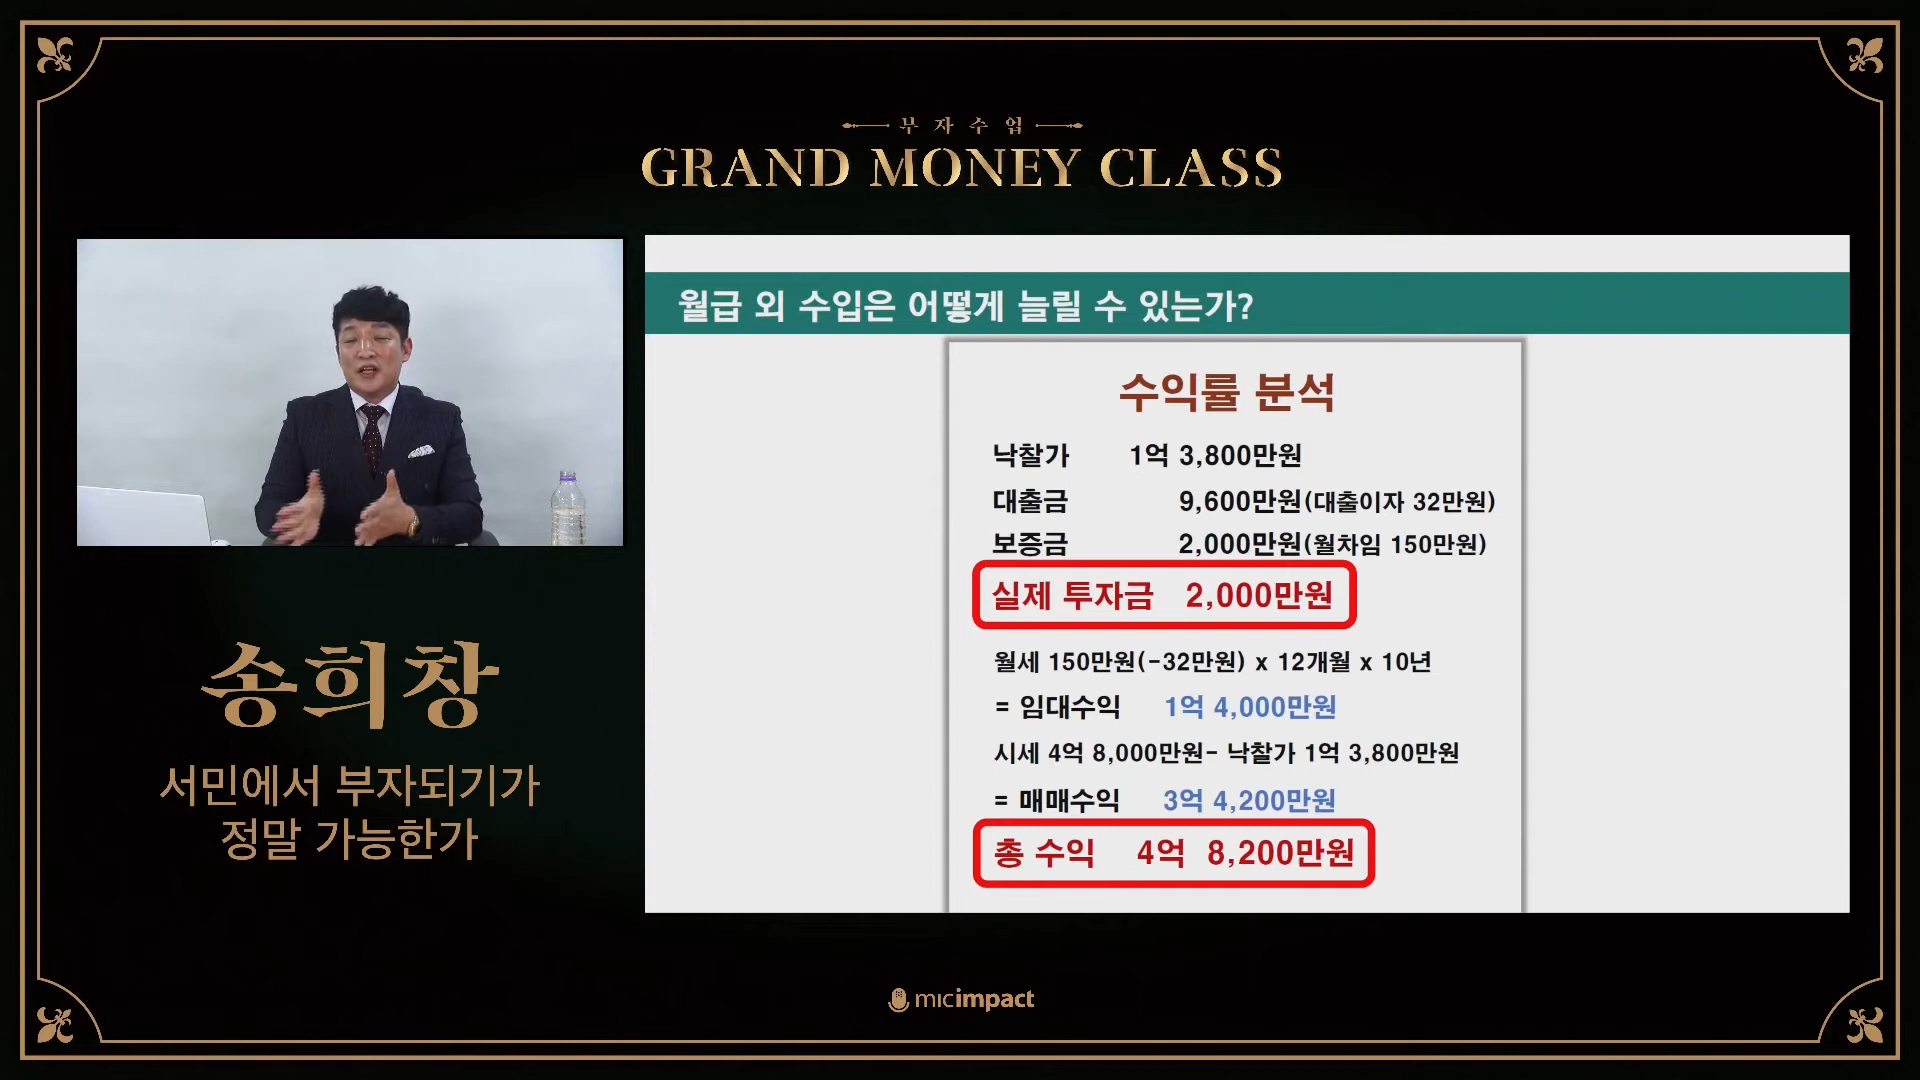 부자수업
GRAND MONEY CLASS
월급 외 수입은 어떻게 늘릴 수 있는가?
수익률 분석
낙찰가 1억 3,800만원
대출금 9,600만원(대출이자 32만원)
보증금 2,000만원(월차임 150만원)
실제 투자금 2,000만원
월세 150만원(-32만원) x 12개월 x 10년
= 임대수익 1억 4,000만원
시세 4억 8,000만원- 낙찰가 1억 3,800만원
= 매매수익 3억 4,200만원
총 수익 4억 8,200만원
송희창
서민에서 부자되기가
정말 가능한가
micimpact